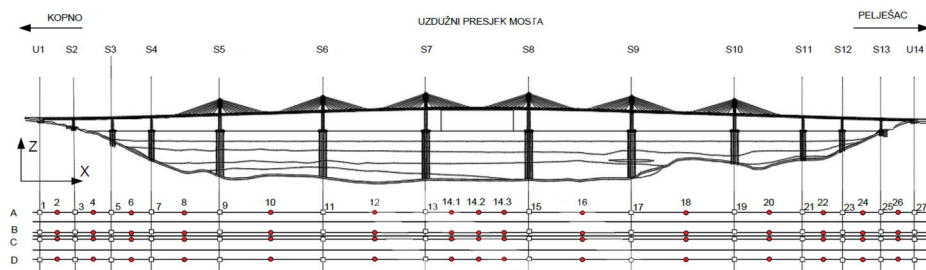 KOPNO
UZDUŽNI PRESJEK MOSTA
PELJEŠAC
U1 S2 S3 S4 S5 S6 S7 S8 S9 S10 S11 S12 S13 U14
Z
X
1 2 3 4 5 6 7 8 9 10 11 12 13 14.1 14.2 14.3 15 16 17 18 19 20 21 22 23 24 25 26 27
A
B
C
D